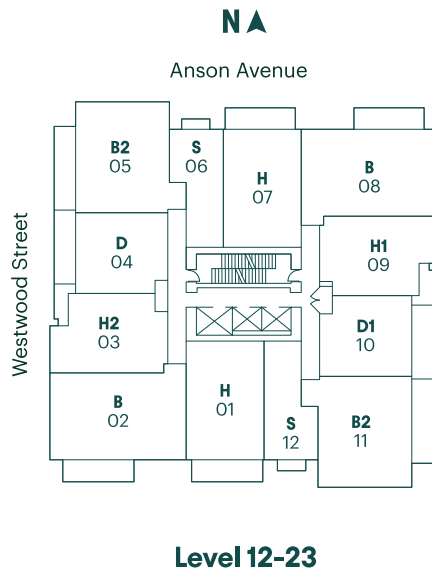 N
Anson Avenue
B2
05
S
06
H
07
B
08
D
04
H1
09
Westwood Street
H2
03
D1
10
B
02
H
01
S
12
B2
11
Level 12-23